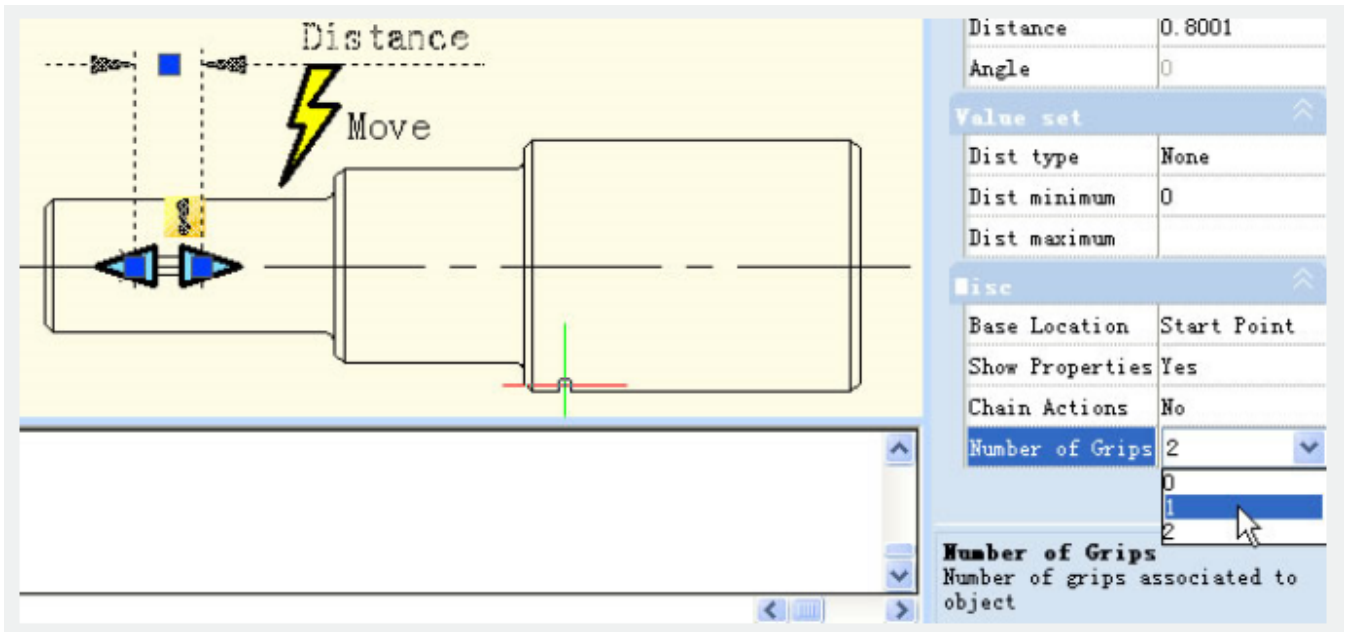 Distance
Move
Distance 0.8001
Angle 0
Value set
Dist type None
Dist minimum 0
Dist maximum
Misc
Base Location Start Point
Show Properties Yes
Chain Actions No
Number of Grips 2
0
1
2
Number of Grips
Number of grips associated to
object